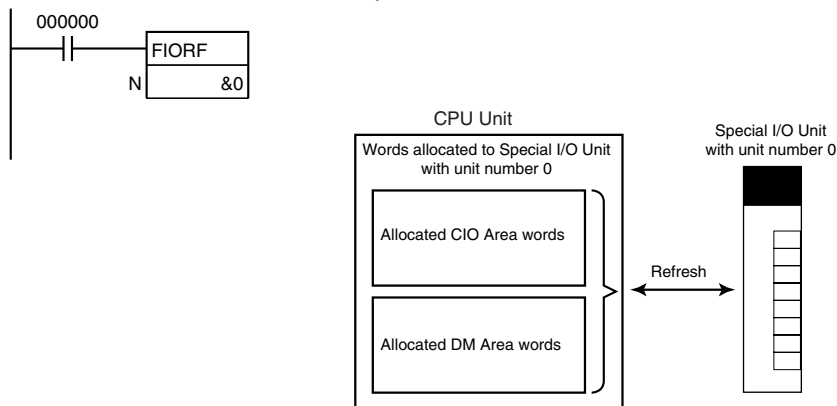 000000
FIORF
N &0
CPU Unit
Words allocated to Special I/O Unit
with unit number 0
Allocated CIO Area words
Allocated DM Area words
Refresh
Special I/O Unit
with unit number 0